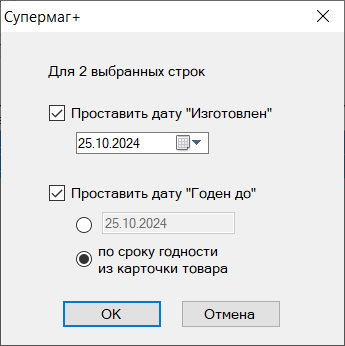 Супермаг+
Для 2 выбранных строк
Проставить дату "Изготовлен"
25.10.2024
Проставить дату "Годен до"
25.10.2024
по сроку годности
из карточки товара
OK
Отмена